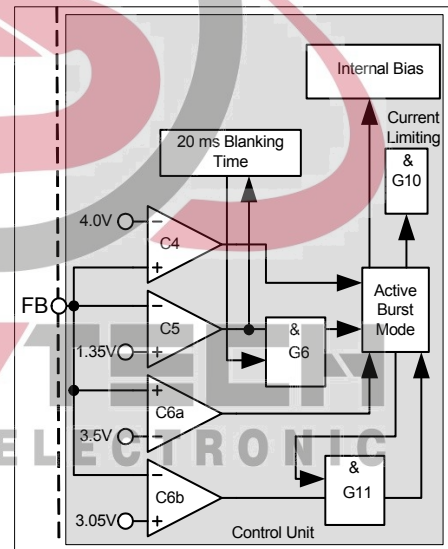 Internal Bias
Current
Limiting
20 ms Blanking
Time
&
G10
4.0V
−
C4
+
FB
−
C5
Active
Burst
Mode
&
G6
1.35V
+
+
C6a
3.5V
−
TECH
ELECTRONIC
−
&
G11
C6b
3.05V
+
Control Unit